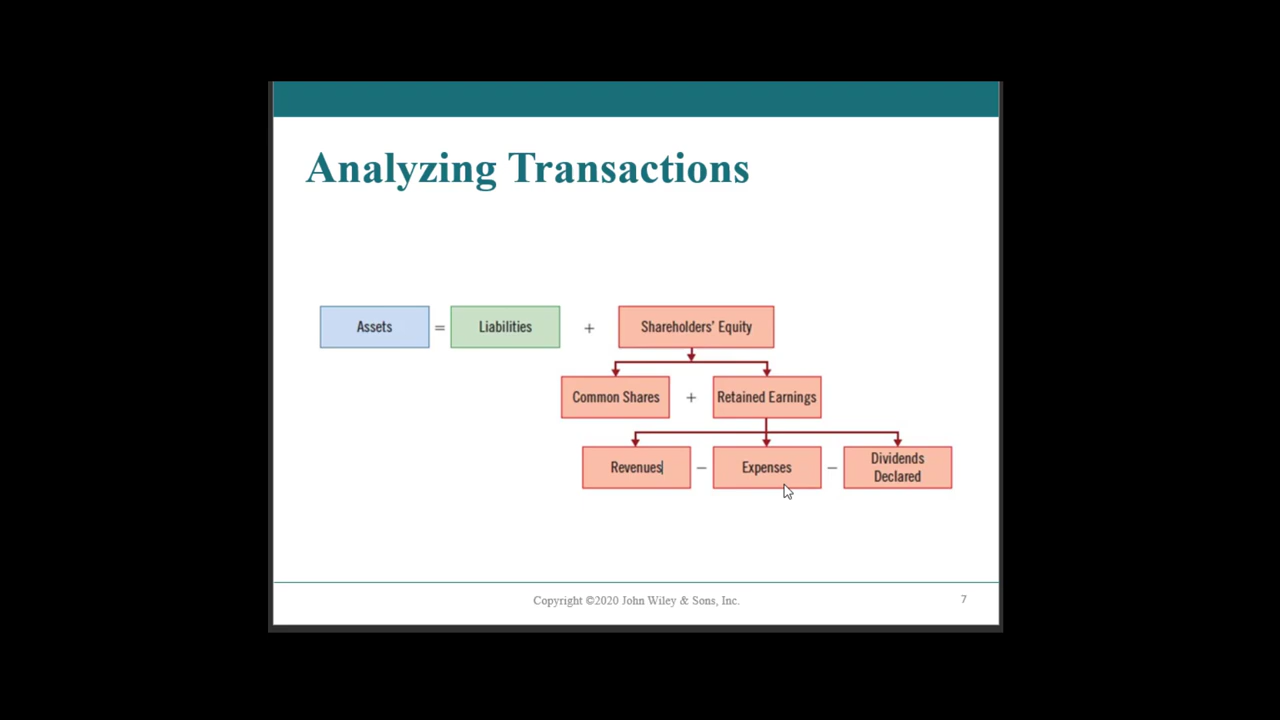 Analyzing Transactions
Assets = Liabilities + Shareholders' Equity
Common Shares + Retained Earnings
Revenues − Expenses − Dividends Declared
Copyright ©2020 John Wiley & Sons, Inc. 7